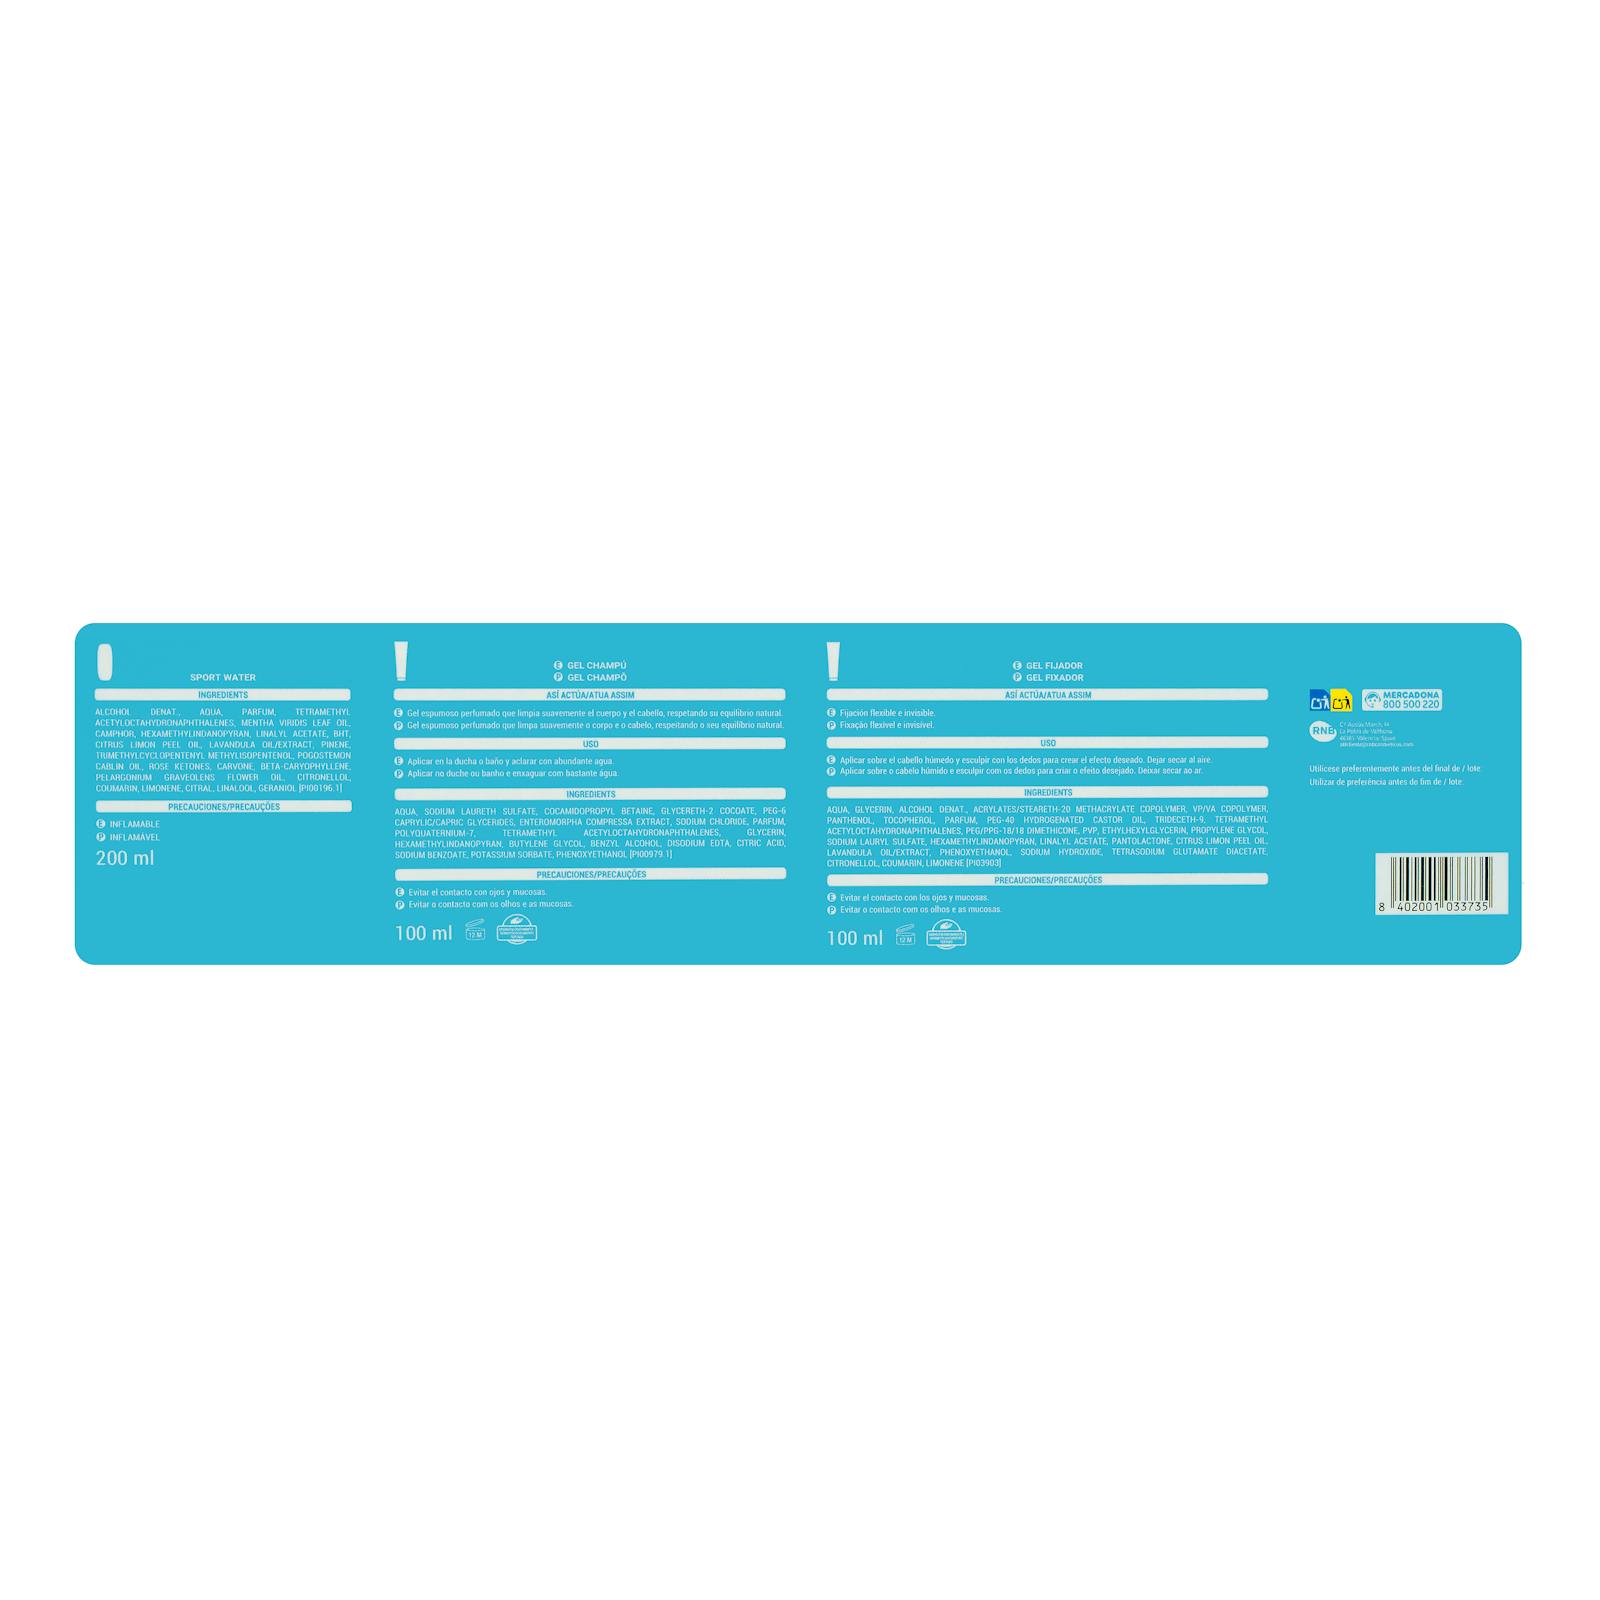 SPORT WATER
INGREDIENTS
ALCOHOL DENAT., AQUA, PARFUM, TETRAMETHYL
ACETYLOCTAHYDRONAPHTHALENES, MENTHA VIRIDIS LEAF OIL,
CAMPHOR, HEXAMETHYLINDANOPYRAN, LINALYL ACETATE, BHT,
CITRUS LIMON PEEL OIL, LAVANDULA OIL/EXTRACT, PINENE,
TRIMETHYLCYCLOPENTENYL METHYLISOPENTENOL, POGOSTEMON
CABLIN OIL, ROSE KETONES, CARVONE, BETA-CARYOPHYLLENE,
PELARGONIUM GRAVEOLENS FLOWER OIL, CITRONELLOL,
COUMARIN, LIMONENE, CITRAL, LINALOOL, GERANIOL [PI00196.1]
PRECAUCIONES/PRECAUÇÕES
E INFLAMABLE
P INFLAMÁVEL
200 ml
E GEL CHAMPÚ
P GEL CHAMPÔ
ASÍ ACTÚA/ATUA ASSIM
E Gel espumoso perfumado que limpia suavemente el cuerpo y el cabello, respetando su equilibrio natural.
P Gel espumoso perfumado que limpa suavemente o corpo e o cabelo, respeitando o seu equilíbrio natural.
USO
E Aplicar en la ducha o baño y aclarar con abundante agua.
P Aplicar no duche ou banho e enxaguar com bastante água.
INGREDIENTS
AQUA, SODIUM LAURETH SULFATE, COCAMIDOPROPYL BETAINE, GLYCERETH-2 COCOATE, PEG-6
CAPRYLIC/CAPRIC GLYCERIDES, ENTEROMORPHA COMPRESSA EXTRACT, SODIUM CHLORIDE, PARFUM,
POLYQUATERNIUM-7, TETRAMETHYL ACETYLOCTAHYDRONAPHTHALENES, GLYCERIN,
HEXAMETHYLINDANOPYRAN, BUTYLENE GLYCOL, BENZYL ALCOHOL, DISODIUM EDTA, CITRIC ACID,
SODIUM BENZOATE, POTASSIUM SORBATE, PHENOXYETHANOL [PI00979.1]
PRECAUCIONES/PRECAUÇÕES
E Evitar el contacto con ojos y mucosas.
P Evitar o contacto com os olhos e as mucosas.
100 ml
12 M
E GEL FIJADOR
P GEL FIXADOR
ASÍ ACTÚA/ATUA ASSIM
E Fijación flexible e invisible.
P Fixação flexível e invisível.
USO
E Aplicar sobre el cabello húmedo y esculpir con los dedos para crear el efecto deseado. Dejar secar al aire.
P Aplicar sobre o cabelo húmido e esculpir com os dedos para criar o efeito desejado. Deixar secar ao ar.
INGREDIENTS
AQUA, GLYCERIN, ALCOHOL DENAT., ACRYLATES/STEARETH-20 METHACRYLATE COPOLYMER, VP/VA COPOLYMER,
PANTHENOL, TOCOPHEROL, PARFUM, PEG-40 HYDROGENATED CASTOR OIL, TRIDECETH-9, TETRAMETHYL
ACETYLOCTAHYDRONAPHTHALENES, PEG/PPG-18/18 DIMETHICONE, PVP, ETHYLHEXYLGLYCERIN, PROPYLENE GLYCOL,
SODIUM LAURYL SULFATE, HEXAMETHYLINDANOPYRAN, LINALYL ACETATE, PANTOLACTONE, CITRUS LIMON PEEL OIL,
LAVANDULA OIL/EXTRACT, PHENOXYETHANOL, SODIUM HYDROXIDE, TETRASODIUM GLUTAMATE DIACETATE,
CITRONELLOL, COUMARIN, LIMONENE [PI03903]
PRECAUCIONES/PRECAUÇÕES
E Evitar el contacto con los ojos y mucosas.
P Evitar o contacto com os olhos e as mucosas.
100 ml
12 M
MERCADONA
800 500 220
RNB
C/ Ausiàs March, 14
La Pobla de Vallbona
46185-Valencia-Spain
Utilícese preferentemente antes del final de / lote:
Utilizar de preferência antes do fim de / lote:
8 402001 033735